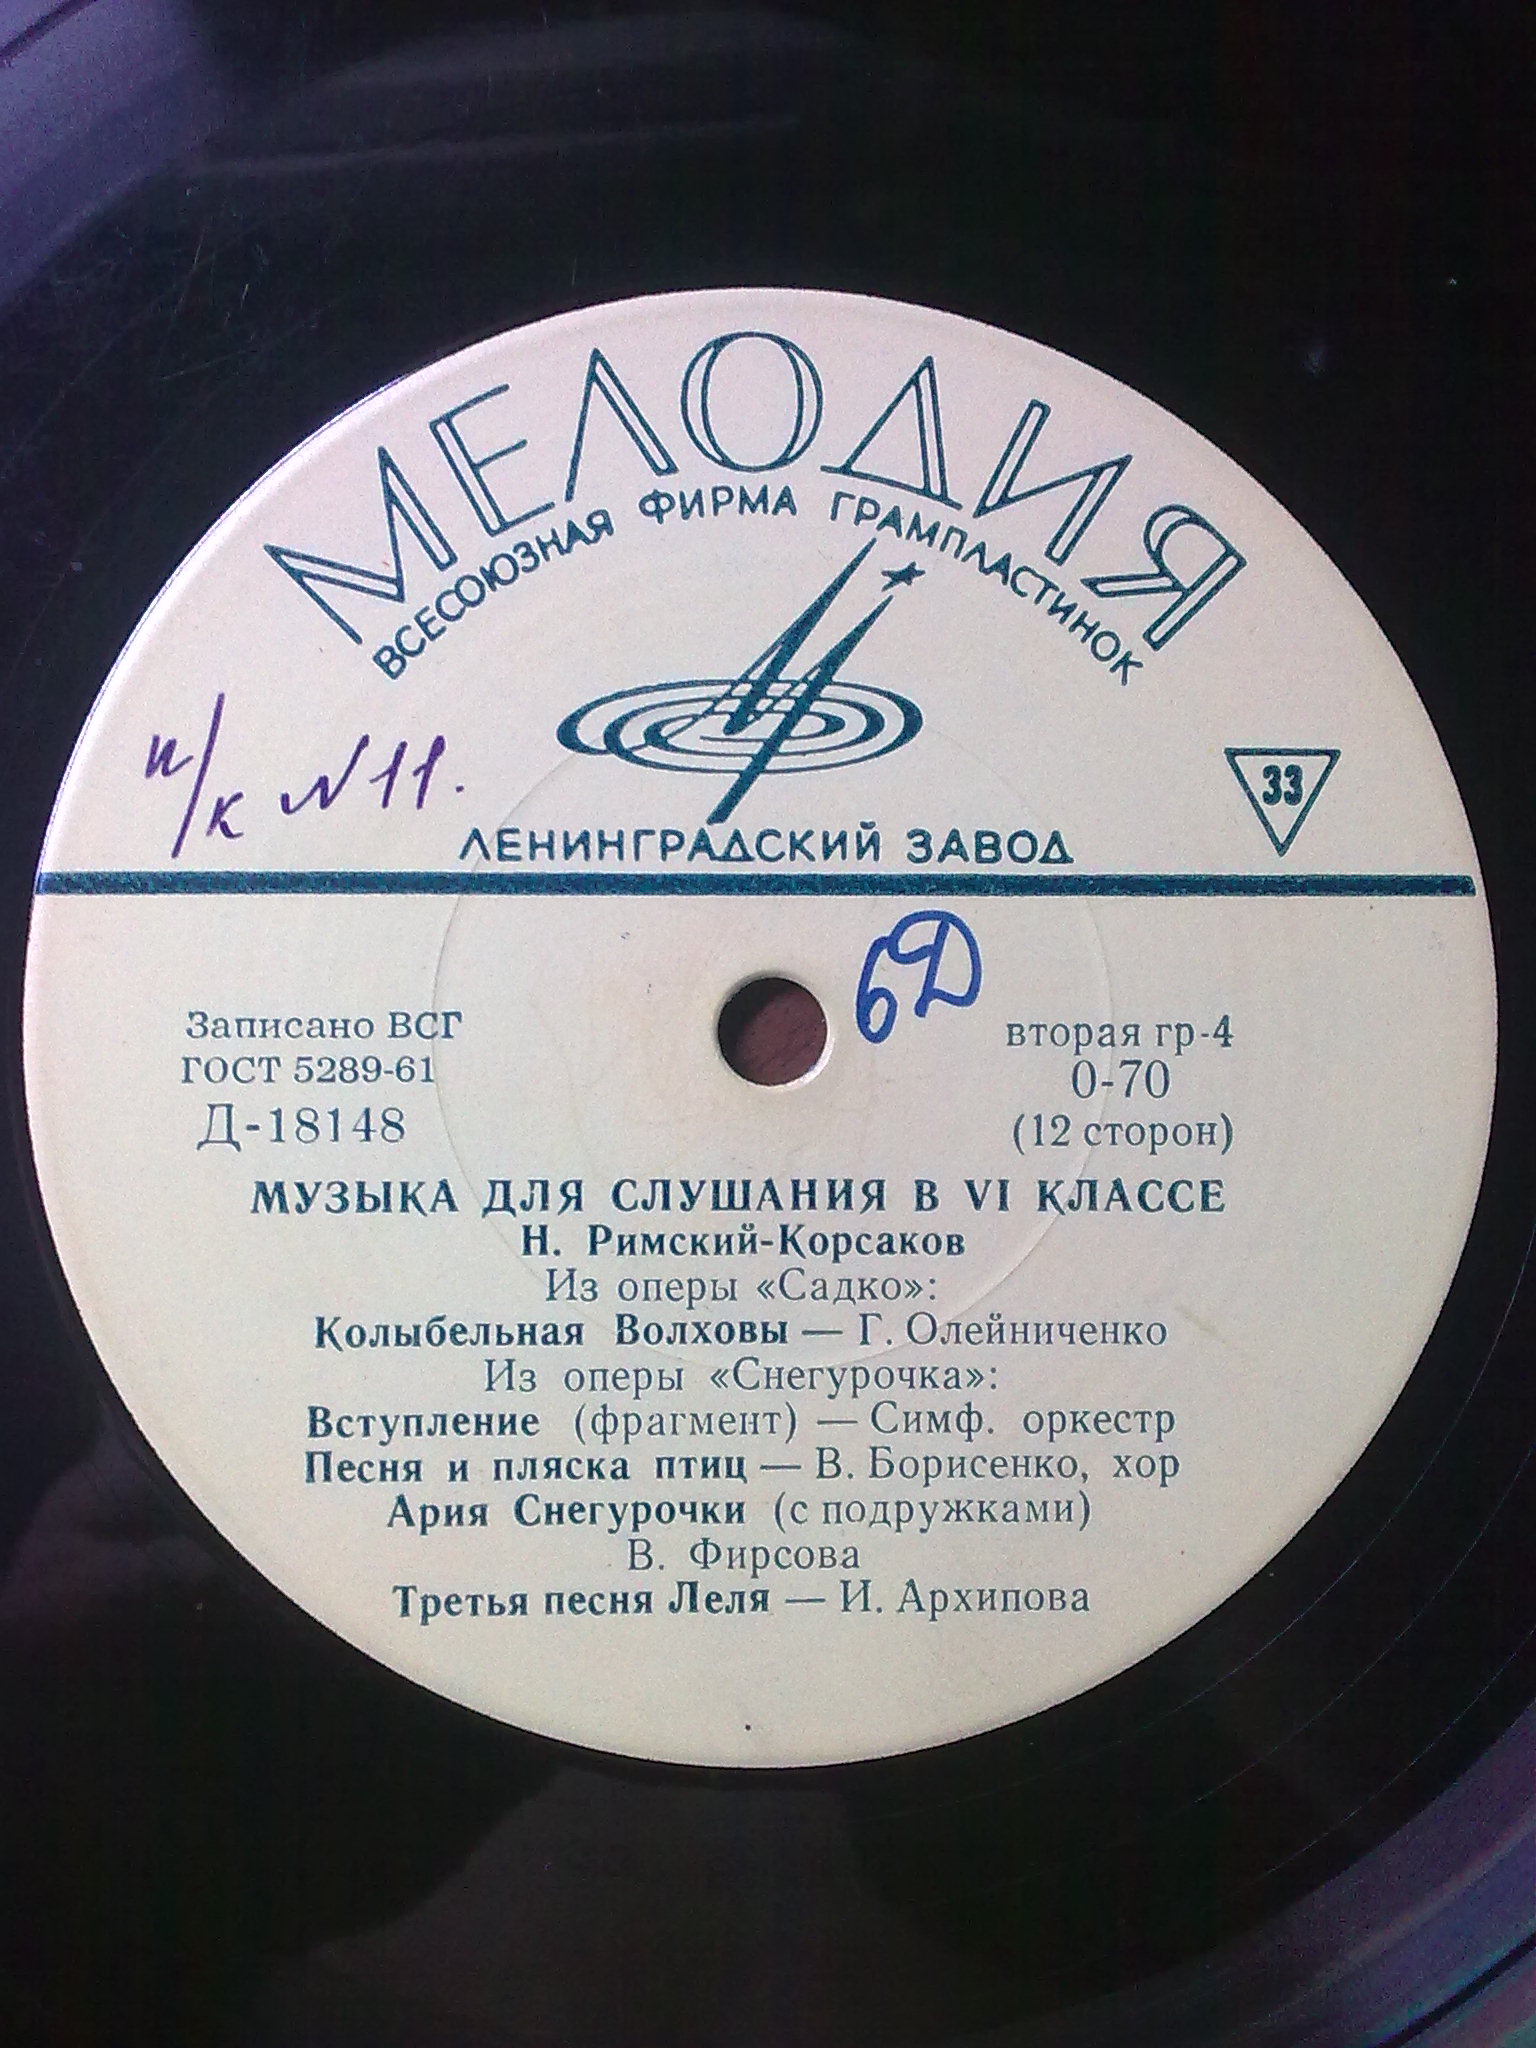 МЕЛОДИЯ
ВСЕСОЮЗНАЯ ФИРМА ГРАМПЛАСТИНОК
п/к N 11.
33
ЛЕНИНГРАДСКИЙ ЗАВОД
6Д
Записано ВСГ
ГОСТ 5289-61
Д-18148
вторая гр-4
0-70
(12 сторон)
МУЗЫКА ДЛЯ СЛУШАНИЯ В VI КЛАССЕ
Н. Римский-Корсаков
Из оперы «Садко»:
Колыбельная Волховы — Г. Олейниченко
Из оперы «Снегурочка»:
Вступление (фрагмент) — Симф. оркестр
Песня и пляска птиц — В. Борисенко, хор
Ария Снегурочки (с подружками)
В. Фирсова
Третья песня Леля — И. Архипова